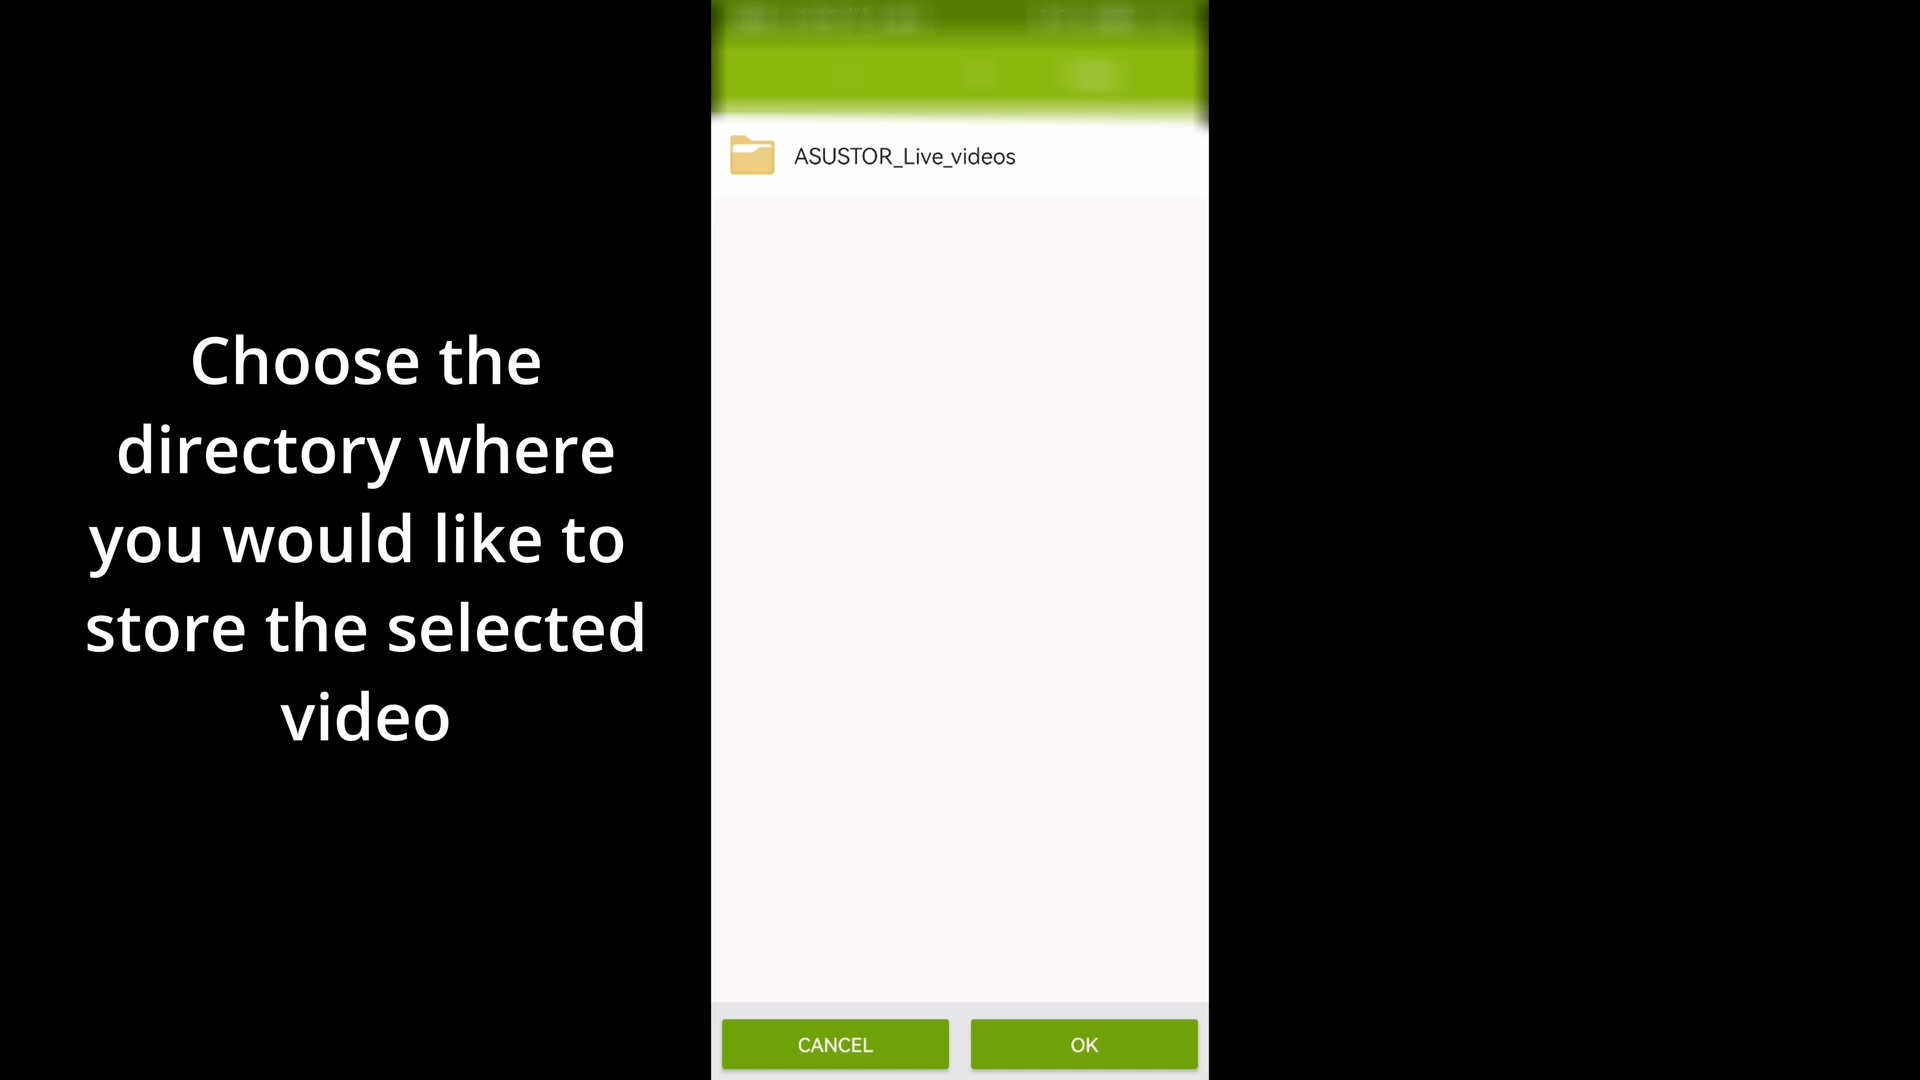 Choose the
directory where
you would like to
store the selected
video
ASUSTOR_Live_videos
CANCEL
OK